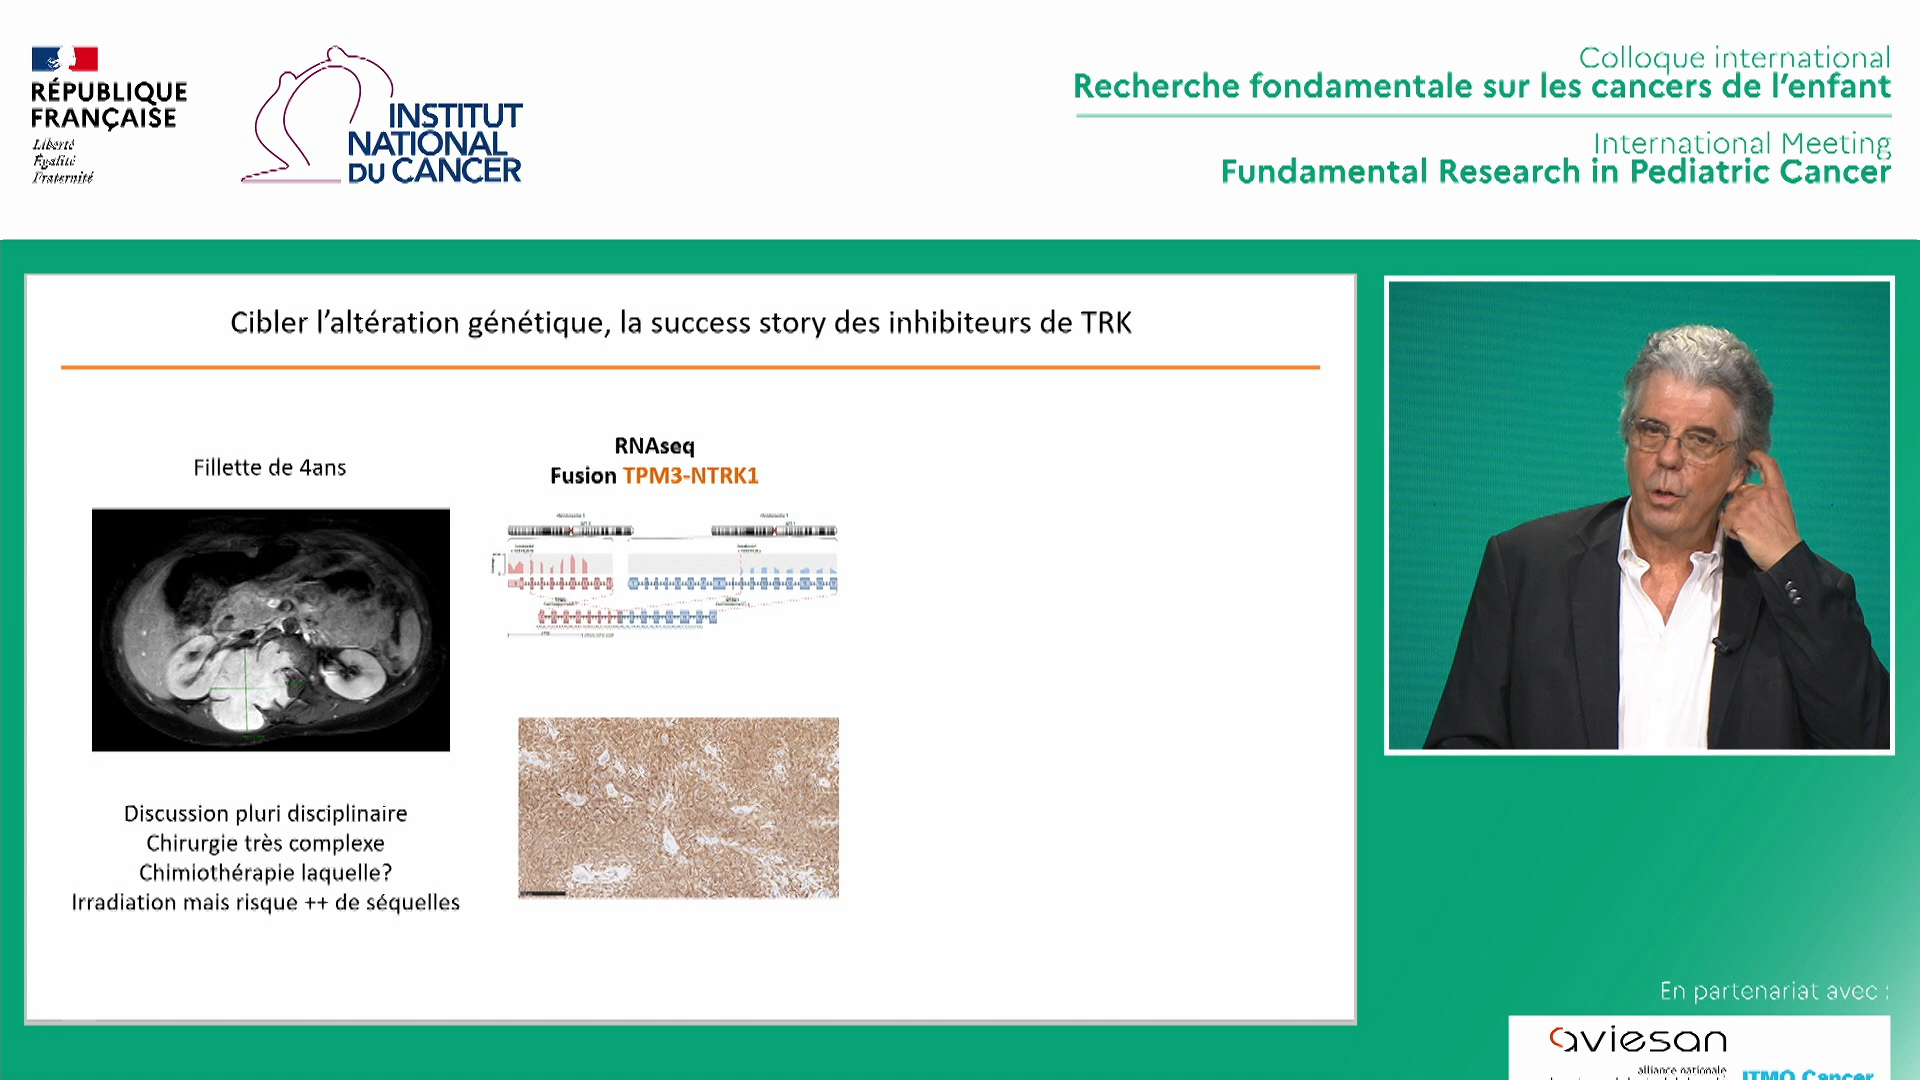 RÉPUBLIQUE
FRANÇAISE
Liberté
Égalité
Fraternité
INSTITUT
NATIONAL
DU CANCER
Colloque international
Recherche fondamentale sur les cancers de l'enfant
International Meeting
Fundamental Research in Pediatric Cancer
Cibler l'altération génétique, la success story des inhibiteurs de TRK
Fillette de 4ans
RNAseq
Fusion TPM3-NTRK1
Discussion pluri disciplinaire
Chirurgie très complexe
Chimiothérapie laquelle?
Irradiation mais risque ++ de séquelles
En partenariat avec :
aviesan
alliance nationale
ITMO Cancer